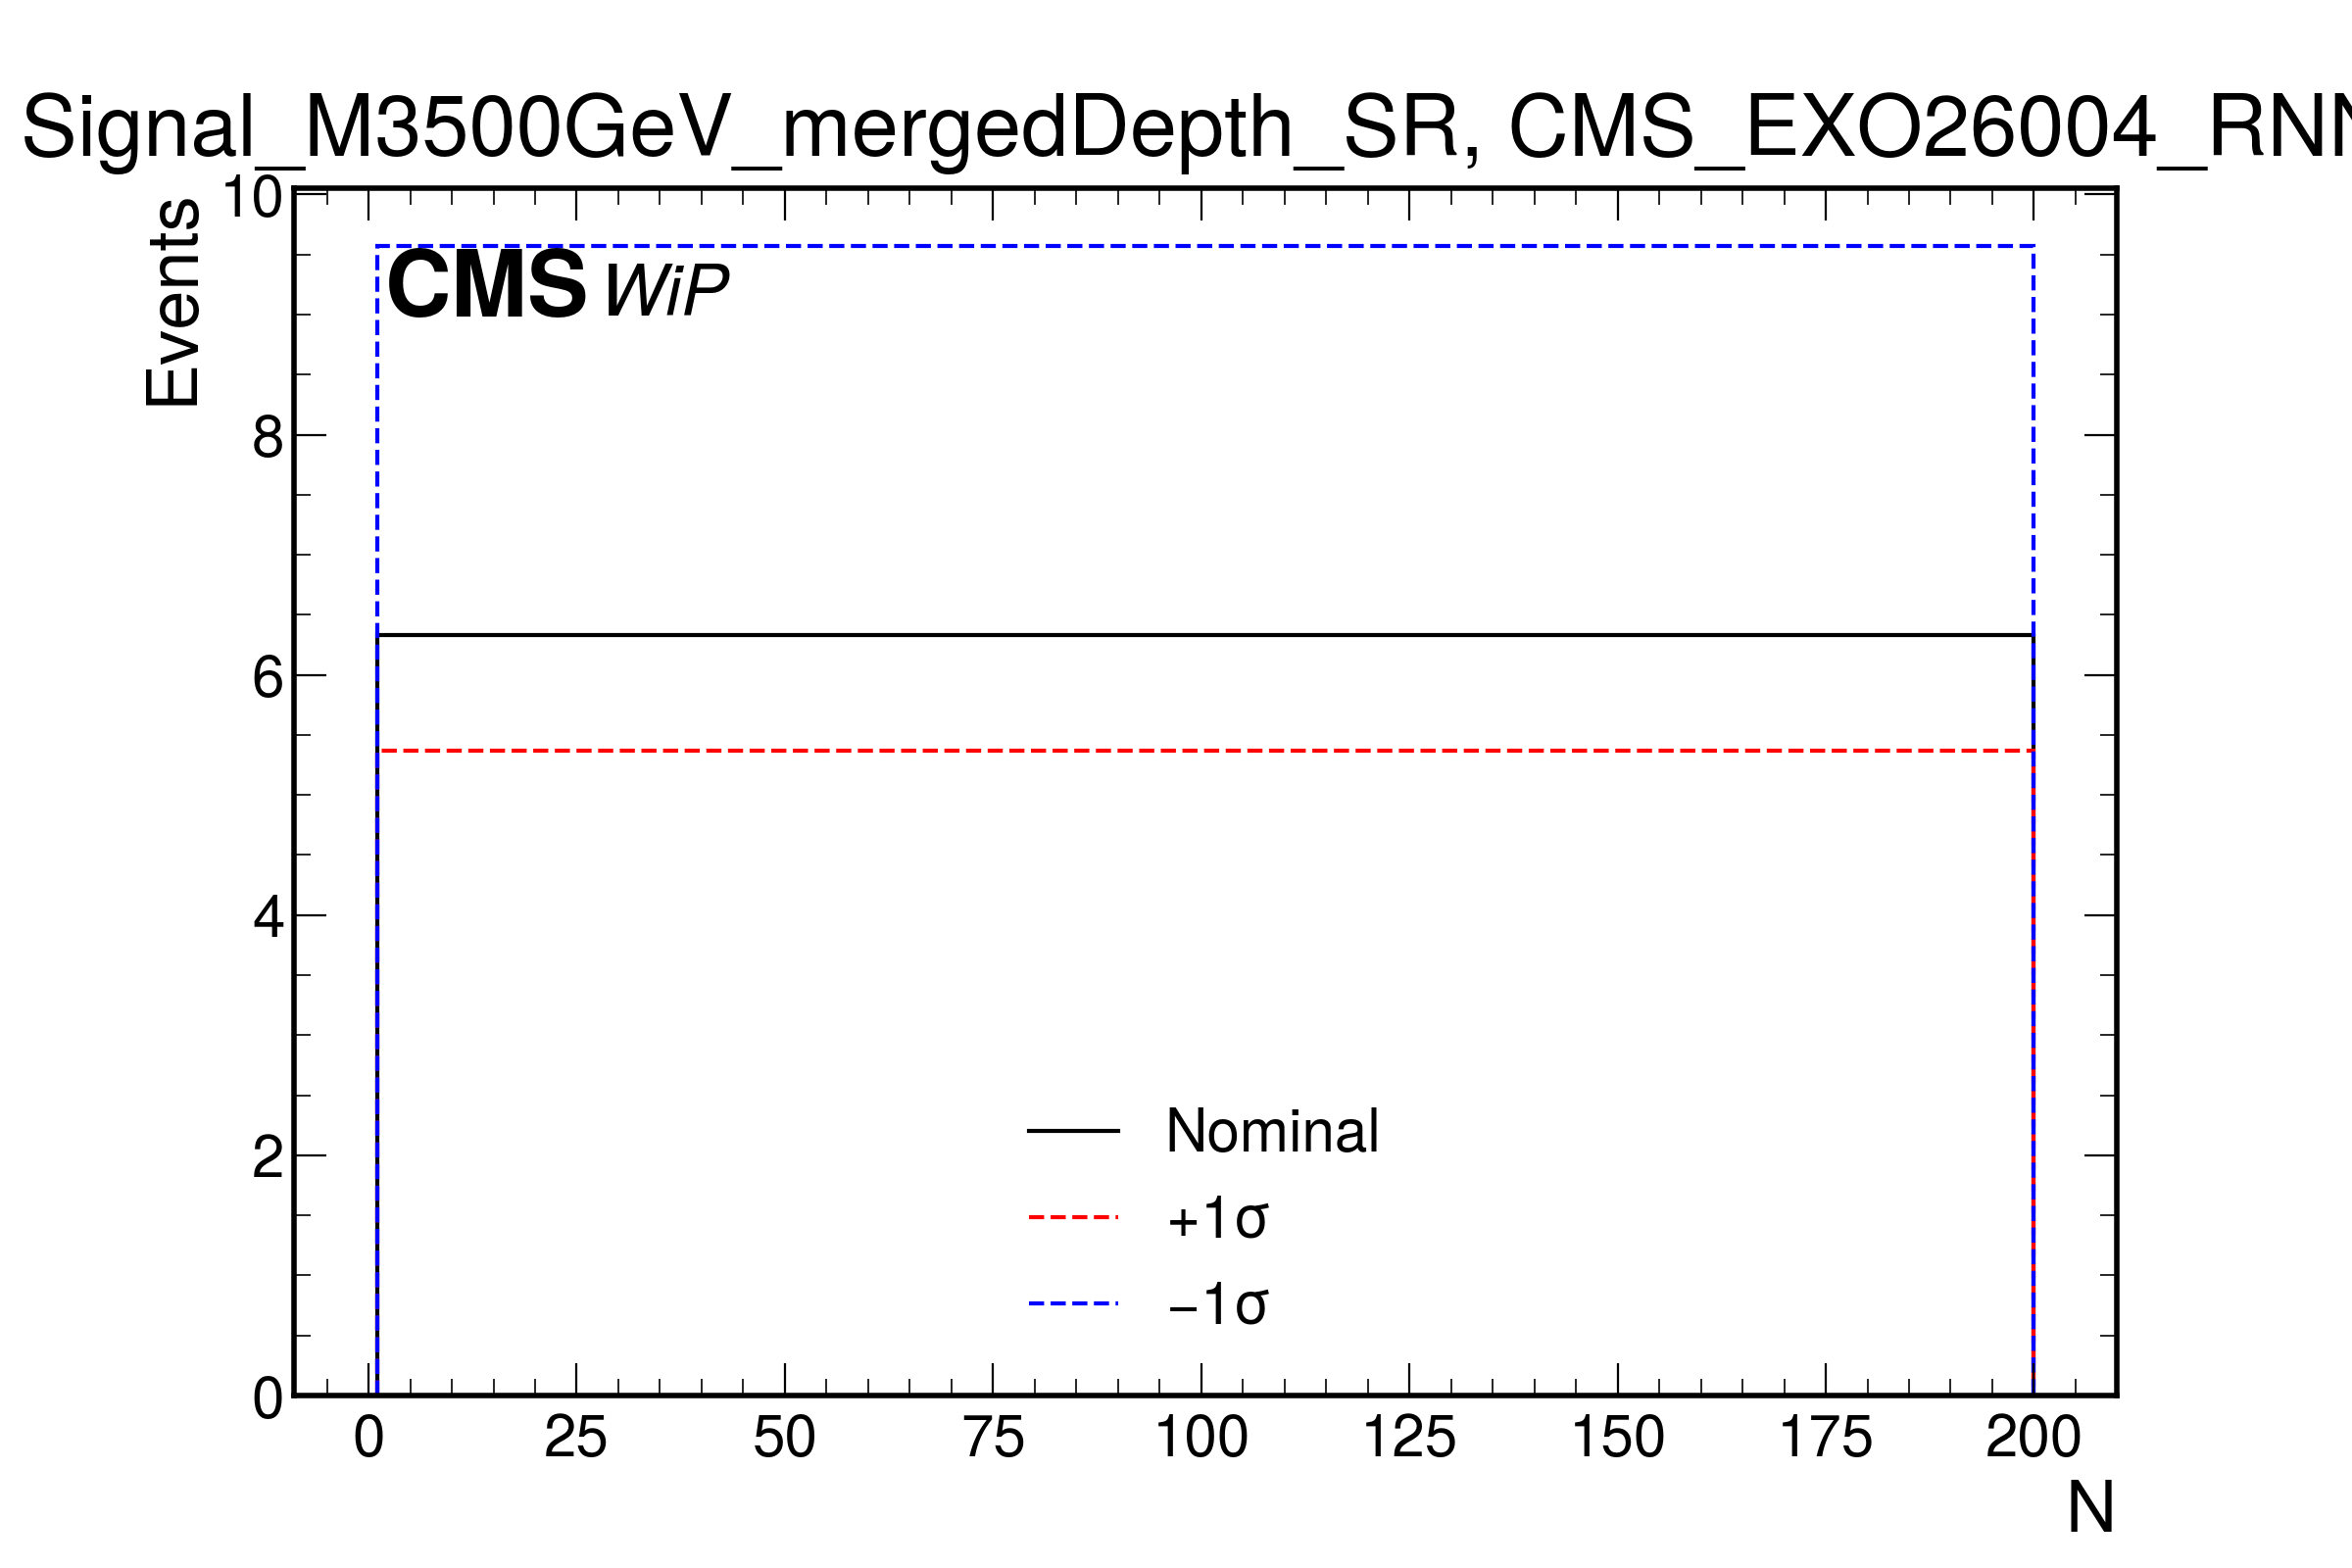 Signal_M3500GeV_mergedDepth_SR, CMS_EXO26004_RNN
Events
CMS WiP
10
8
6
4
2
0
Nominal
+1σ
−1σ
0 25 50 75 100 125 150 175 200
N